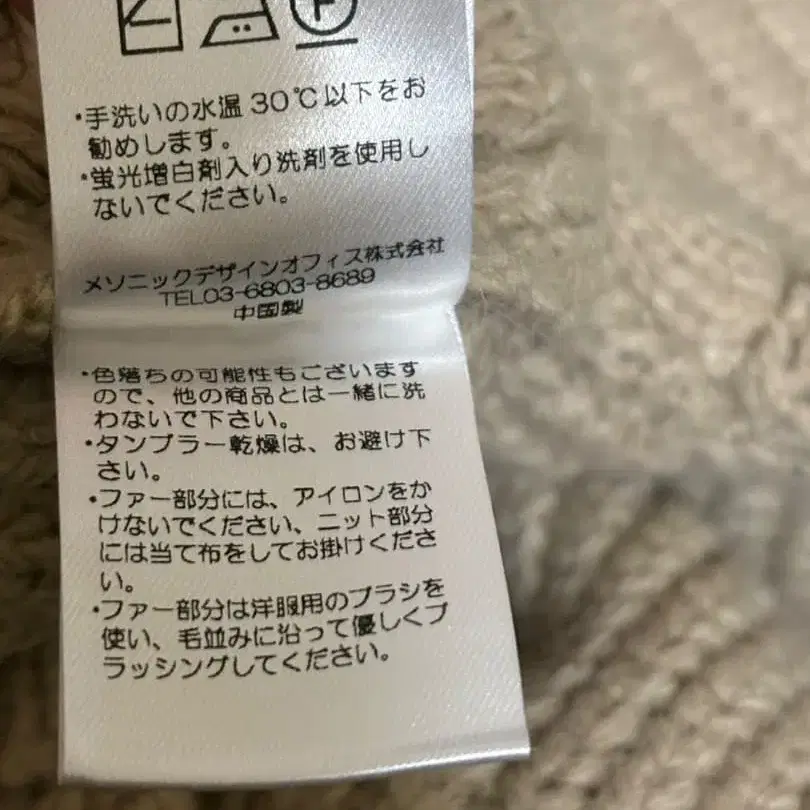 F
・手洗いの水温30℃以下をお
勧めします。
・蛍光増白剤入り洗剤を使用し
ないでください。
メソニックデザインオフィス株式会社
TEL03-6803-8689
中国製
・色落ちの可能性もございます
ので、他の商品とは一緒に洗
わないで下さい。
・タンブラー乾燥は、お避け下
さい。
・ファー部分には、アイロンをか
けないでください、ニット部分
には当て布をしてお掛けくださ
い。
・ファー部分は洋服用のブラシを
使い、毛並みに沿って優しくブ
ラッシングしてください。